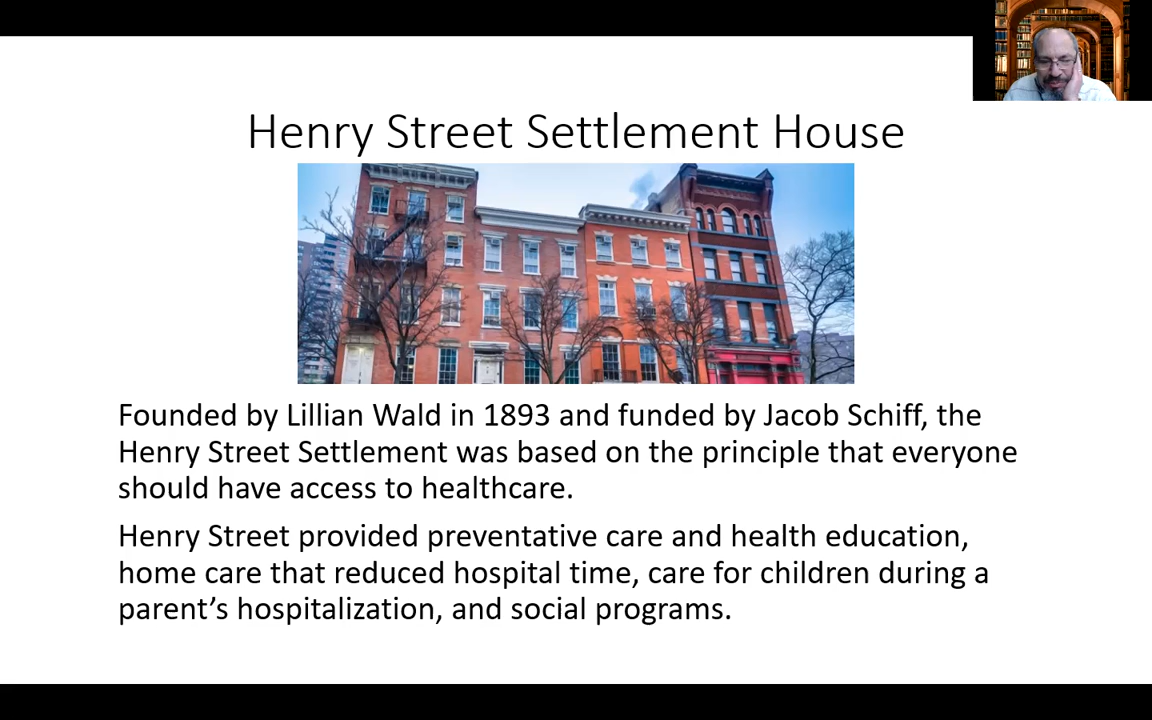 Henry Street Settlement House
Founded by Lillian Wald in 1893 and funded by Jacob Schiff, the
Henry Street Settlement was based on the principle that everyone
should have access to healthcare.
Henry Street provided preventative care and health education,
home care that reduced hospital time, care for children during a
parent’s hospitalization, and social programs.